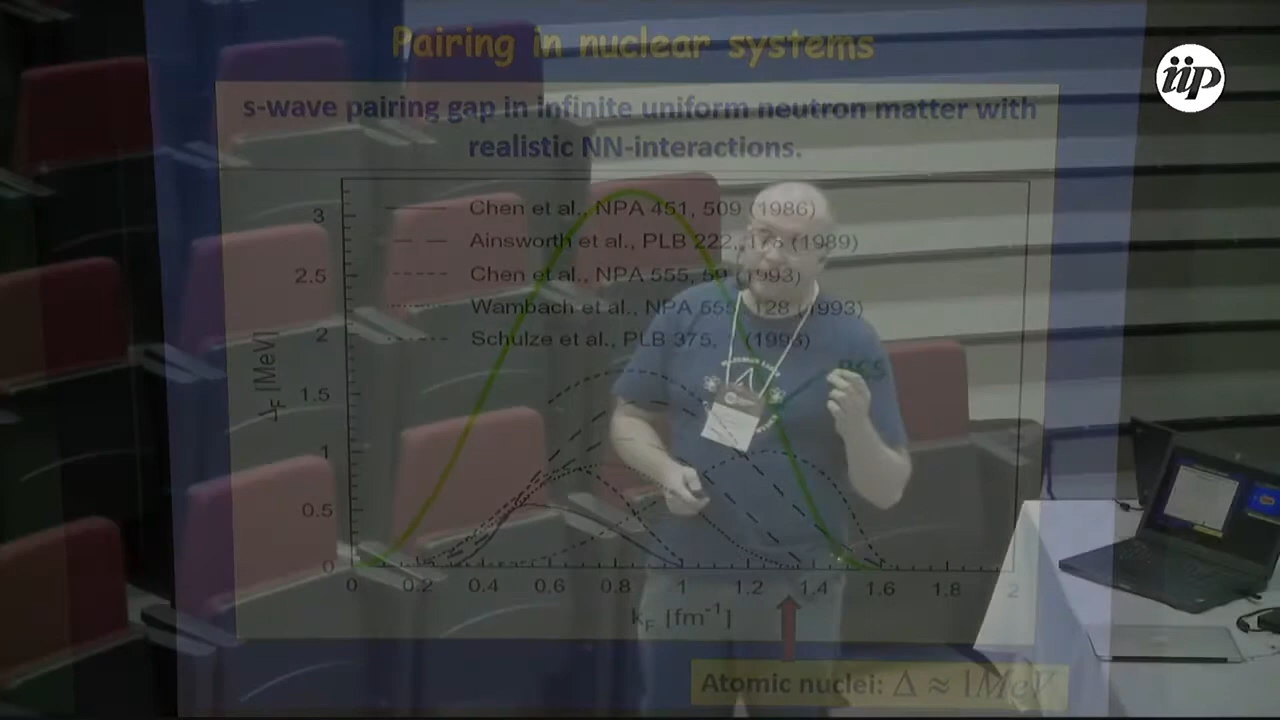 Pairing in nuclear systems
iip
s-wave pairing gap in infinite uniform neutron matter with
realistic NN-interactions.
Chen et al., NPA 451, 509 (1986)
Ainsworth et al., PLB 222, 173 (1989)
Chen et al., NPA 555, 59 (1993)
Wambach et al., NPA 555, 128 (1993)
Schulze et al., PLB 375, (1996)
BCS
3
2.5
2
1.5
1
0.5
0
Δ_F [MeV]
0 0.2 0.4 0.6 0.8 1 1.2 1.4 1.6 1.8 2
k_F [fm⁻¹]
Atomic nuclei: Δ ≈ 1MeV